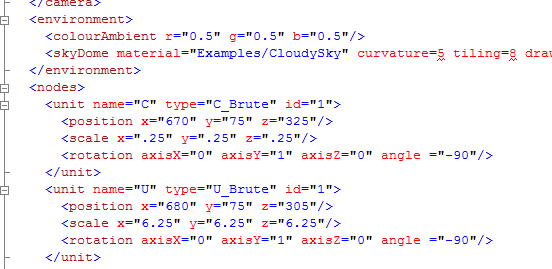 </camera>
<environment>
<colourAmbient r="0.5" g="0.5" b="0.5"/>
<skyDome material="Examples/CloudySky" curvature=5 tiling=8 draw
</environment>
<nodes>
<unit name="C" type="C_Brute" id="1">
<position x="670" y="75" z="325"/>
<scale x=".25" y=".25" z=".25"/>
<rotation axisX="0" axisY="1" axisZ="0" angle ="-90"/>
</unit>
<unit name="U" type="U_Brute" id="1">
<position x="680" y="75" z="305"/>
<scale x="6.25" y="6.25" z="6.25"/>
<rotation axisX="0" axisY="1" axisZ="0" angle ="-90"/>
</unit>